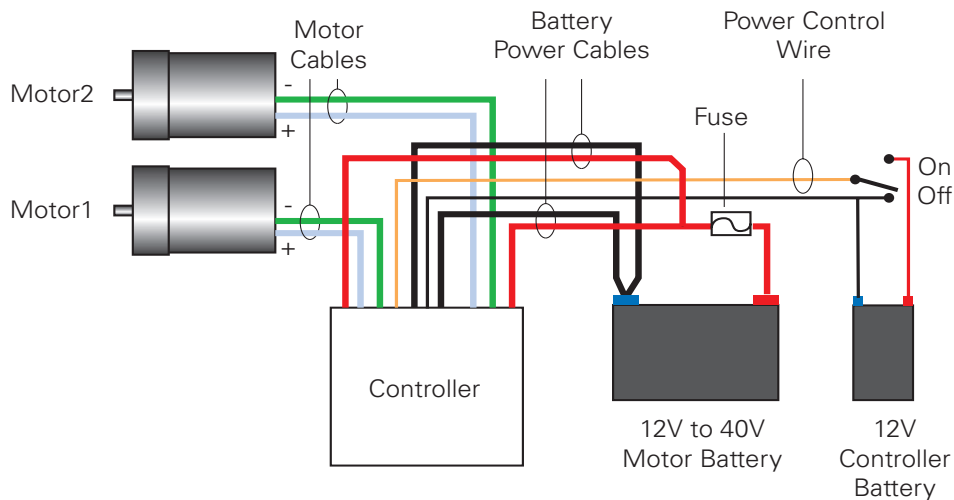 Motor
Cables
Battery
Power Cables
Power Control
Wire
Motor2
-
+
Fuse
On
Off
Motor1
-
+
Controller
12V to 40V
Motor Battery
12V
Controller
Battery